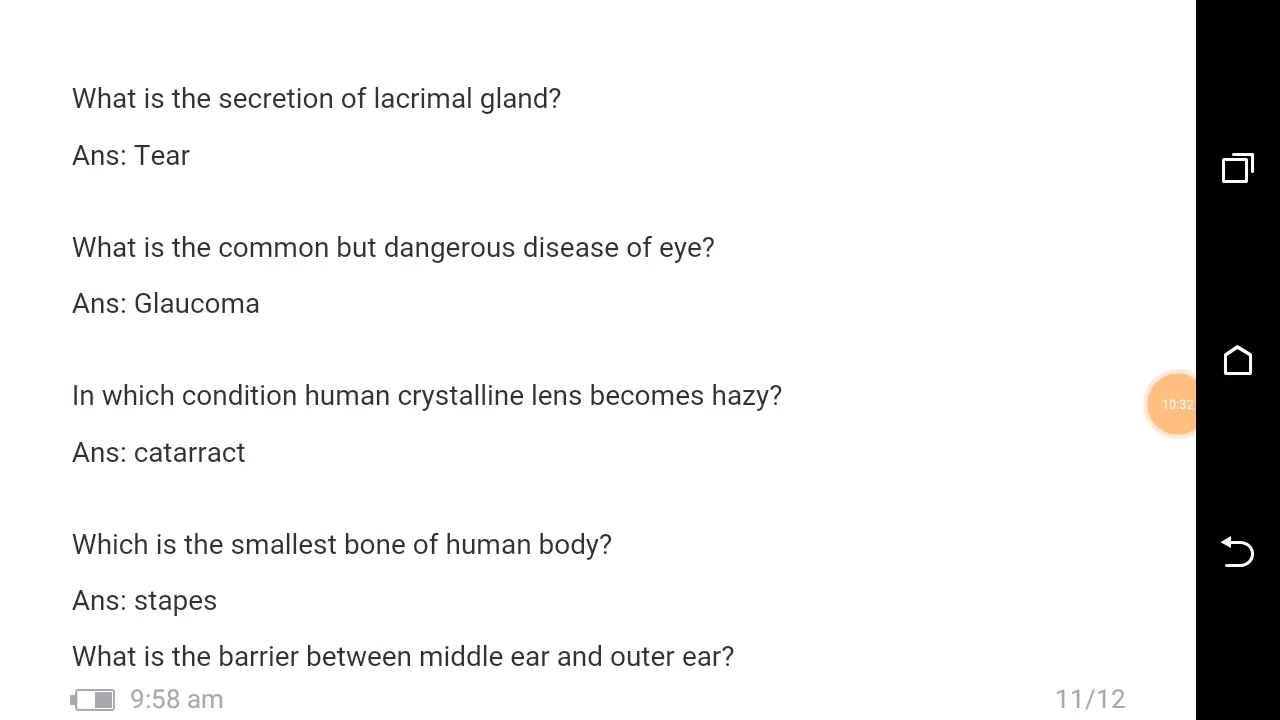 What is the secretion of lacrimal gland?
Ans: Tear
What is the common but dangerous disease of eye?
Ans: Glaucoma
In which condition human crystalline lens becomes hazy?
Ans: catarract
10:32
Which is the smallest bone of human body?
Ans: stapes
What is the barrier between middle ear and outer ear?
9:58 am
11/12